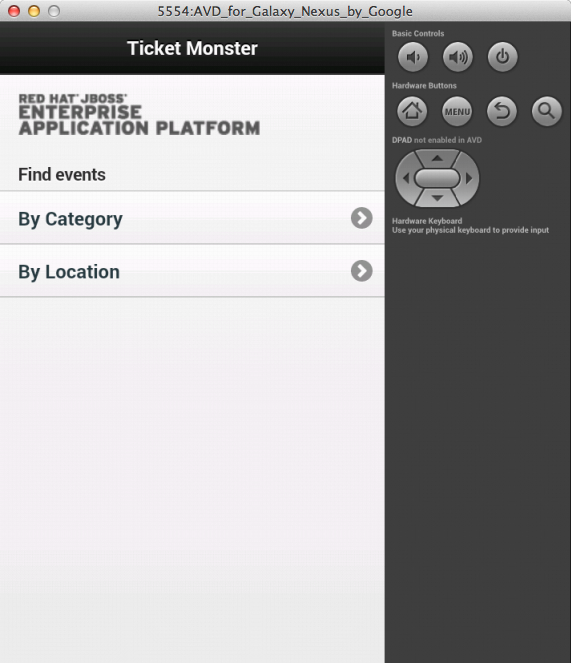 5554:AVD_for_Galaxy_Nexus_by_Google
Ticket Monster
RED HAT® JBOSS®
ENTERPRISE
APPLICATION PLATFORM
Find events
By Category
By Location
Basic Controls
Hardware Buttons
MENU
DPAD not enabled in AVD
Hardware Keyboard
Use your physical keyboard to provide input